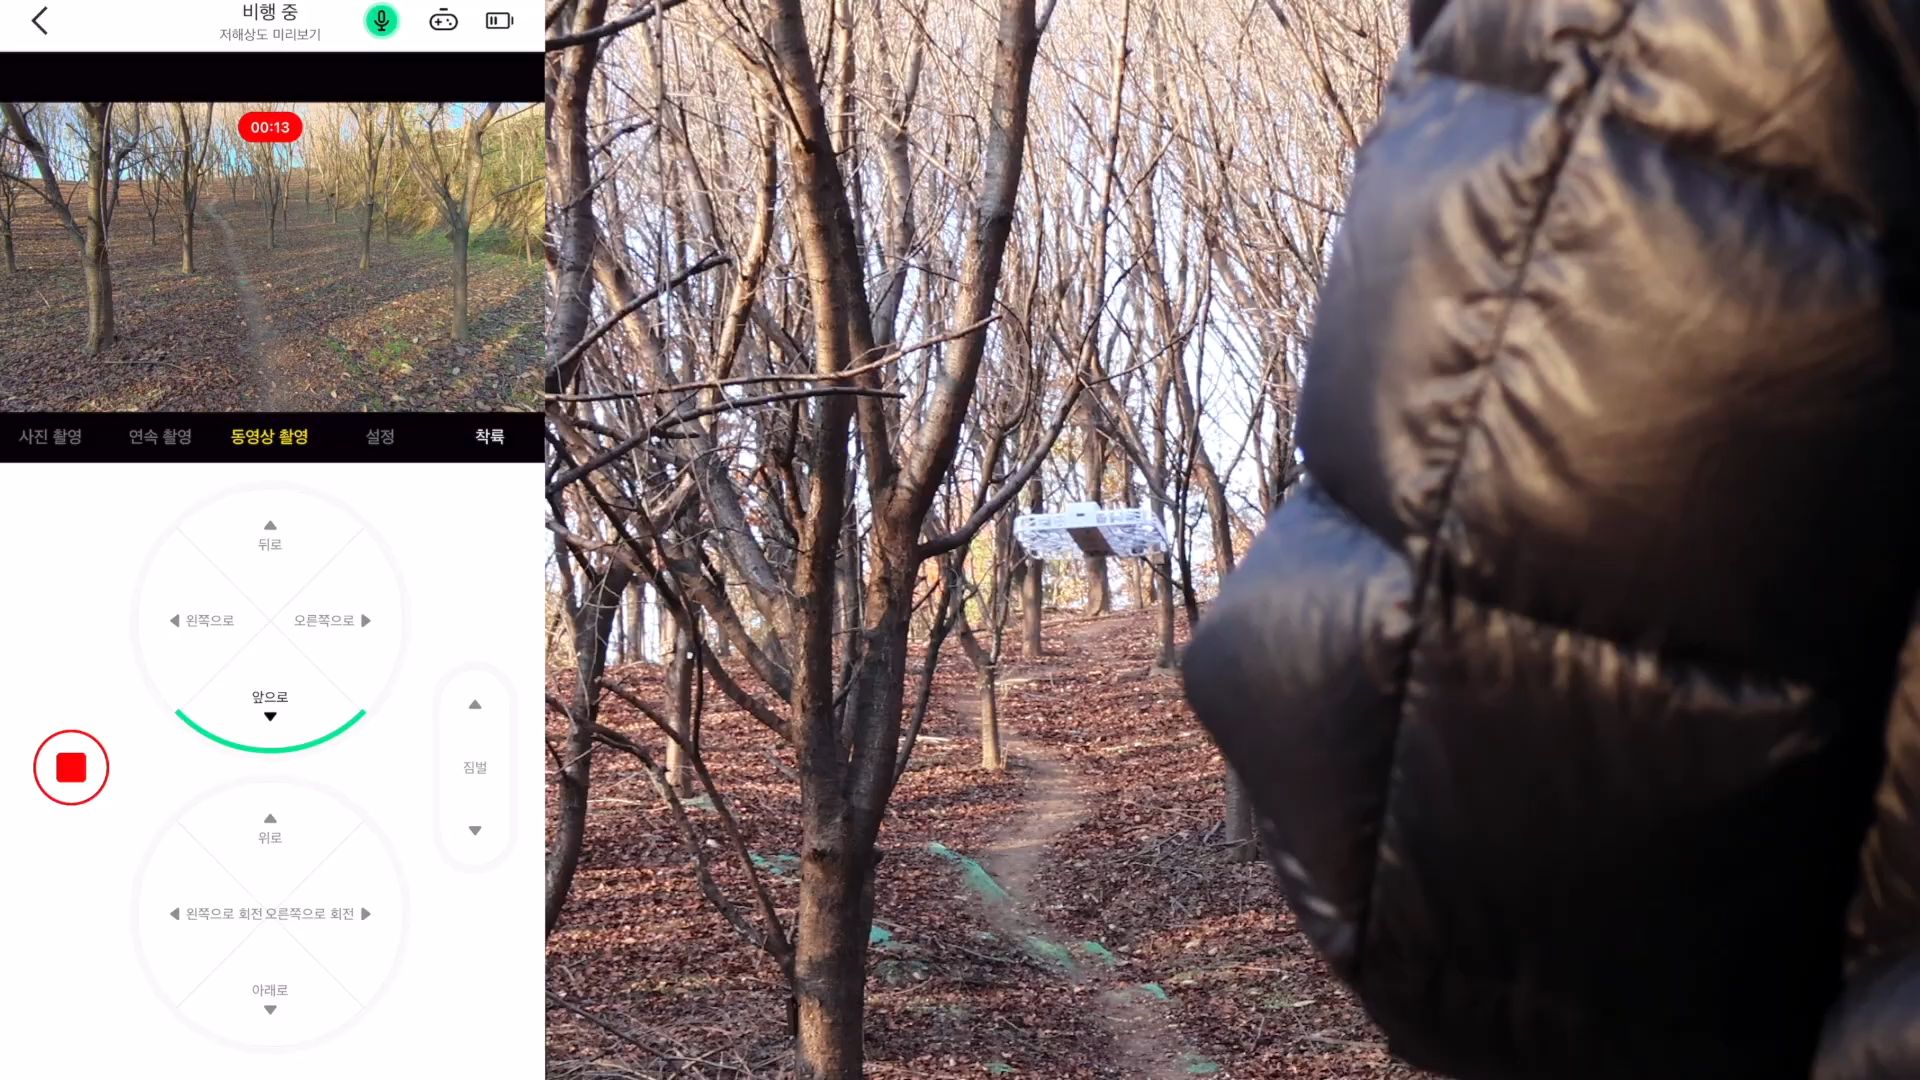 비행 중
저해상도 미리보기
00:13
사진 촬영 연속 촬영 동영상 촬영 설정 착륙
뒤로
왼쪽으로 오른쪽으로
앞으로
짐벌
위로
왼쪽으로 회전 오른쪽으로 회전
아래로